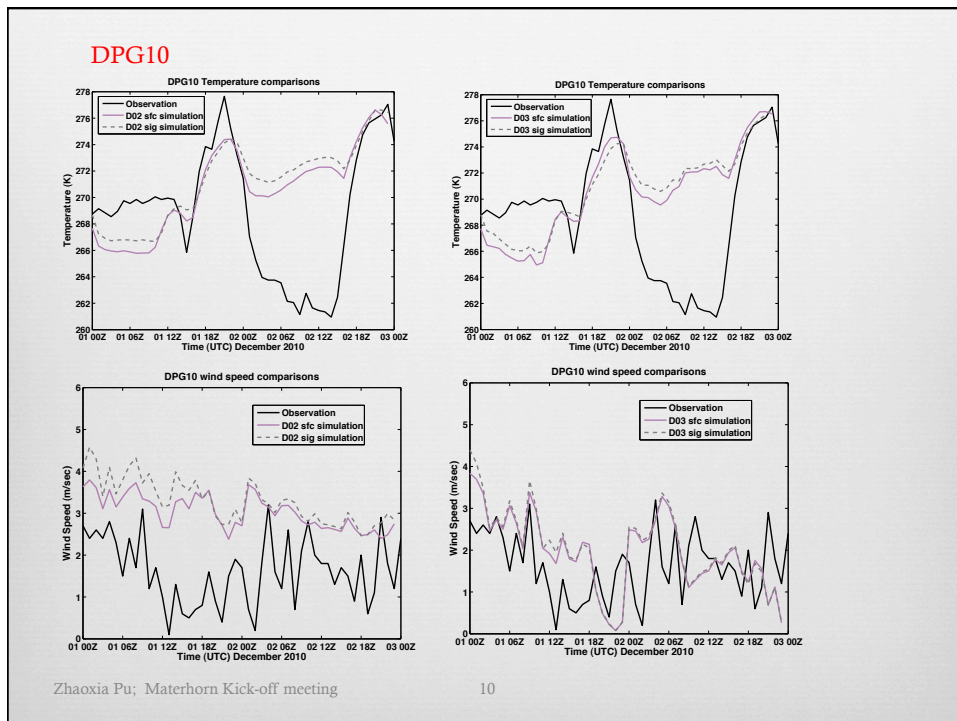 DPG10
DPG10 Temperature comparisons
278
276
274
272
270
268
266
264
262
260
Temperature (K)
Observation
D02 sfc simulation
D02 sig simulation
01 00Z 01 06Z 01 12Z 01 18Z 02 00Z 02 06Z 02 12Z 02 18Z 03 00Z
Time (UTC) December 2010
DPG10 Temperature comparisons
278
276
274
272
270
268
266
264
262
260
Temperature (K)
Observation
D03 sfc simulation
D03 sig simulation
01 00Z 01 06Z 01 12Z 01 18Z 02 00Z 02 06Z 02 12Z 02 18Z 03 00Z
Time (UTC) December 2010
DPG10 wind speed comparisons
6
5
4
3
2
1
0
Wind Speed (m/sec)
Observation
D02 sfc simulation
D02 sig simulation
01 00Z 01 06Z 01 12Z 01 18Z 02 00Z 02 06Z 02 12Z 02 18Z 03 00Z
Time (UTC) December 2010
DPG10 wind speed comparisons
6
5
4
3
2
1
0
Wind Speed (m/sec)
Observation
D03 sfc simulation
D03 sig simulation
01 00Z 01 06Z 01 12Z 01 18Z 02 00Z 02 06Z 02 12Z 02 18Z 03 00Z
Time (UTC) December 2010
Zhaoxia Pu; Materhorn Kick-off meeting
10